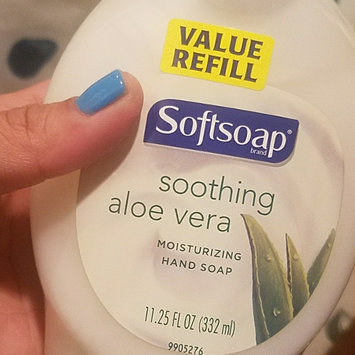 VALUE
REFILL
Softsoap®
brand
soothing
aloe vera
MOISTURIZING
HAND SOAP
11.25 FL OZ (332 ml)
9905276